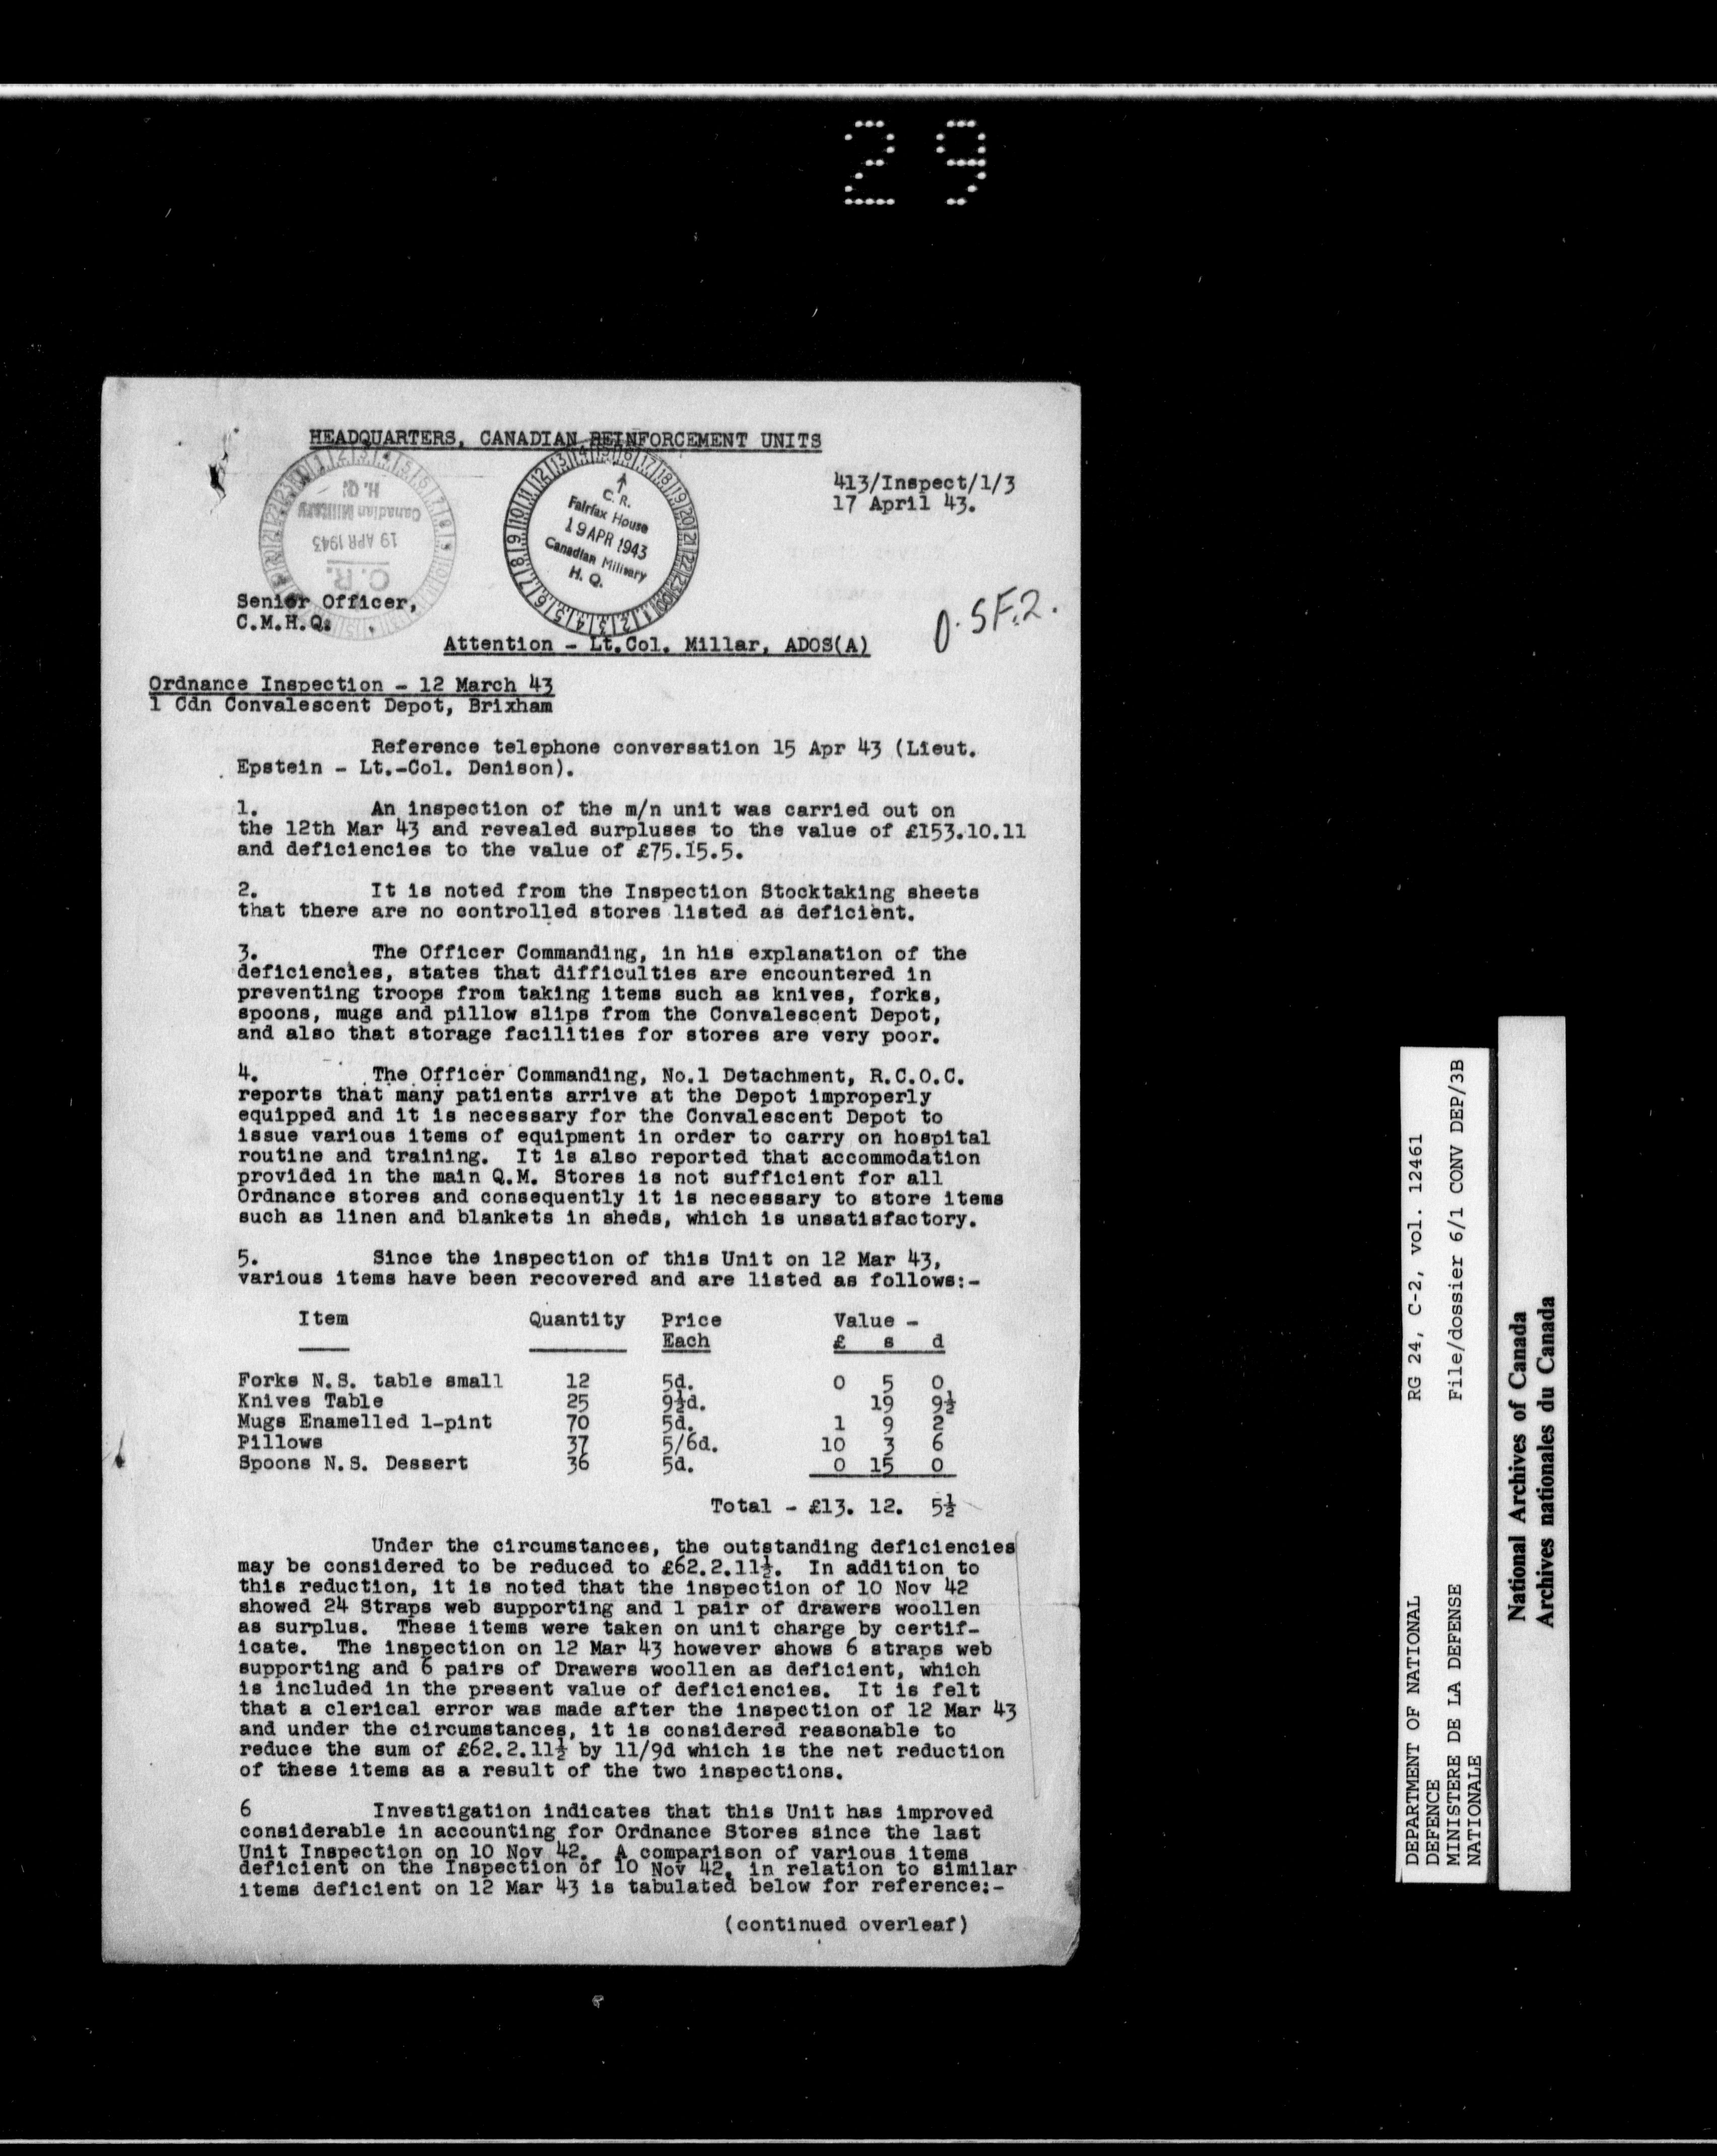 29
HEADQUARTERS, CANADIAN REINFORCEMENT UNITS
413/Inspect/1/3
17 April 43.
C.R.
Canadian Military
H.Q.
19 APR 1943
C.R.
Fairfax House
19 APR 1943
Canadian Military
H.Q.
Senior Officer,
C.M.H.Q.
O.SF.2.
Attention - Lt.Col. Millar, ADOS(A)
Ordnance Inspection - 12 March 43
1 Cdn Convalescent Depot, Brixham
Reference telephone conversation 15 Apr 43 (Lieut.
Epstein - Lt.-Col. Denison).
1. An inspection of the m/n unit was carried out on
the 12th Mar 43 and revealed surpluses to the value of £153.10.11
and deficiencies to the value of £75.15.5.
2. It is noted from the Inspection Stocktaking sheets
that there are no controlled stores listed as deficient.
3. The Officer Commanding, in his explanation of the
deficiencies, states that difficulties are encountered in
preventing troops from taking items such as knives, forks,
spoons, mugs and pillow slips from the Convalescent Depot,
and also that storage facilities for stores are very poor.
4. The Officer Commanding, No.1 Detachment, R.C.O.C.
reports that many patients arrive at the Depot improperly
equipped and it is necessary for the Convalescent Depot to
issue various items of equipment in order to carry on hospital
routine and training. It is also reported that accommodation
provided in the main Q.M. Stores is not sufficient for all
Ordnance stores and consequently it is necessary to store items
such as linen and blankets in sheds, which is unsatisfactory.
5. Since the inspection of this Unit on 12 Mar 43,
various items have been recovered and are listed as follows:-
Item Quantity Price Value -
Each £ s d
Forks N.S. table small 12 5d. 0 5 0
Knives Table 25 9½d. 19 9½
Mugs Enamelled 1-pint 70 5d. 1 9 2
Pillows 37 5/6d. 10 3 6
Spoons N.S. Dessert 36 5d. 0 15 0
Total - £13. 12. 5½
Under the circumstances, the outstanding deficiencies
may be considered to be reduced to £62.2.11½. In addition to
this reduction, it is noted that the inspection of 10 Nov 42
showed 24 Straps web supporting and 1 pair of drawers woollen
as surplus. These items were taken on unit charge by certif-
icate. The inspection on 12 Mar 43 however shows 6 straps web
supporting and 6 pairs of Drawers woollen as deficient, which
is included in the present value of deficiencies. It is felt
that a clerical error was made after the inspection of 12 Mar 43
and under the circumstances, it is considered reasonable to
reduce the sum of £62.2.11½ by 11/9d which is the net reduction
of these items as a result of the two inspections.
6 Investigation indicates that this Unit has improved
considerable in accounting for Ordnance Stores since the last
Unit Inspection on 10 Nov 42. A comparison of various items
deficient on the Inspection of 10 Nov 42, in relation to similar
items deficient on 12 Mar 43 is tabulated below for reference:-
(continued overleaf)
DEPARTMENT OF NATIONAL RG 24, C-2, vol. 12461
DEFENCE
MINISTERE DE LA DEFENSE File/dossier 6/1 CONV DEP/3B
NATIONALE
National Archives of Canada
Archives nationales du Canada